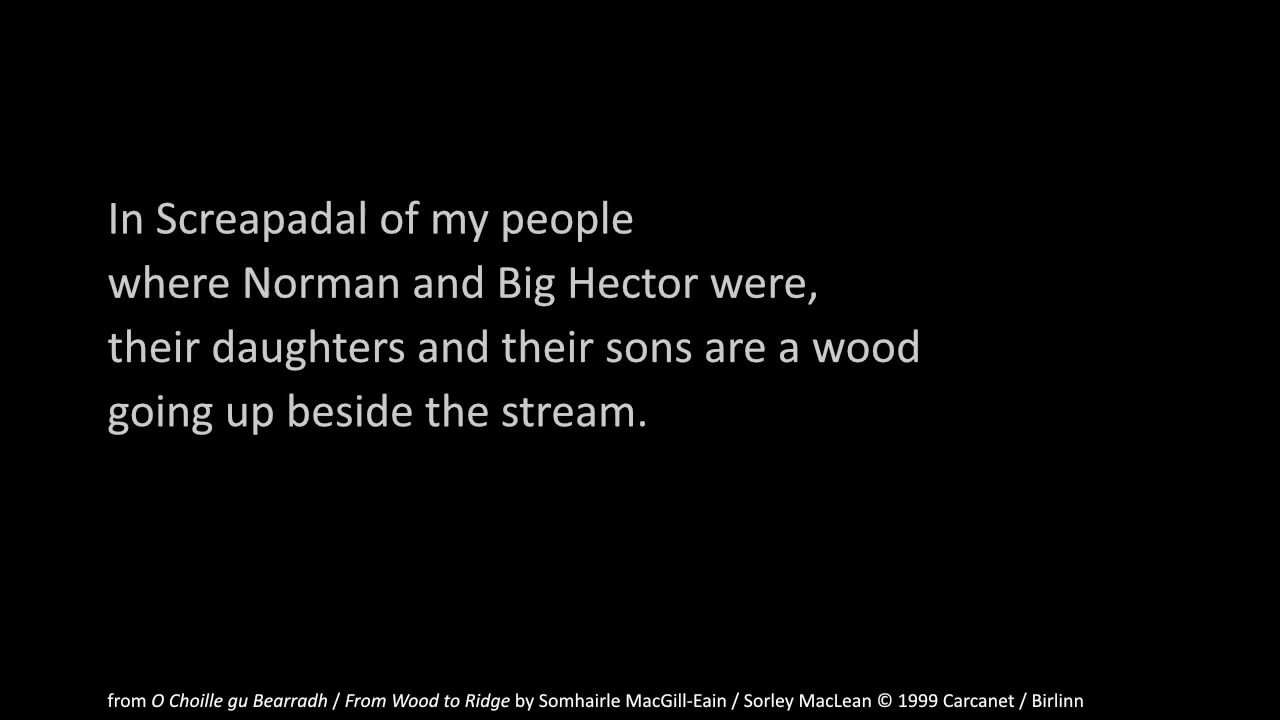 In Screapadal of my people
where Norman and Big Hector were,
their daughters and their sons are a wood
going up beside the stream.
from O Choille gu Bearradh / From Wood to Ridge by Somhairle MacGill-Eain / Sorley MacLean © 1999 Carcanet / Birlinn